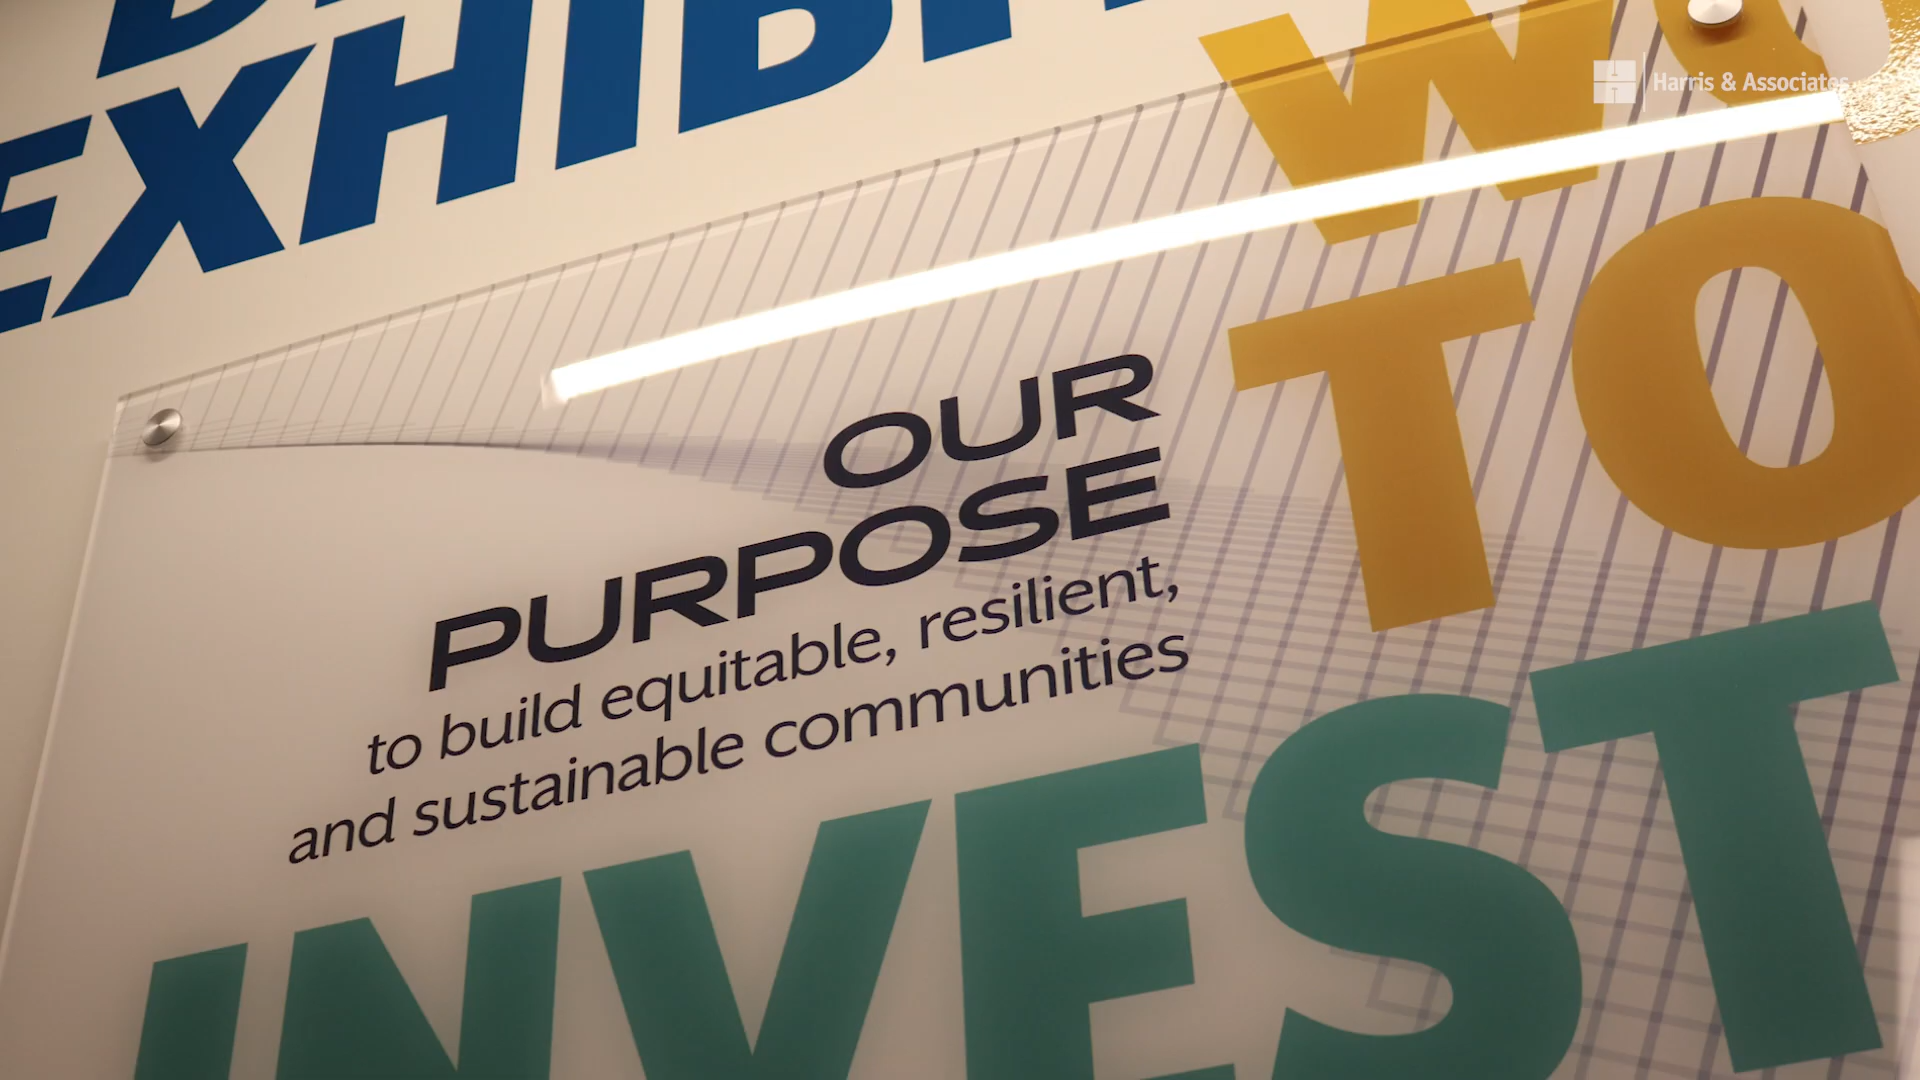 EXHIBI
Harris & Associates
W
TO
OUR
PURPOSE
to build equitable, resilient,
and sustainable communities
INVEST